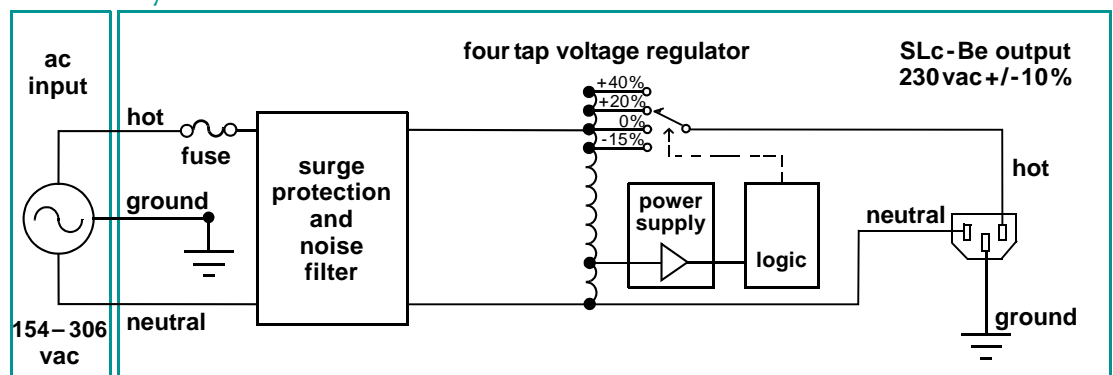 ac
input
hot
fuse
ground
neutral
154–306
vac
surge
protection
and
noise
filter
four tap voltage regulator
+40%
+20%
0%
-15%
power
supply
logic
SLc-Be output
230vac+/-10%
hot
neutral
ground